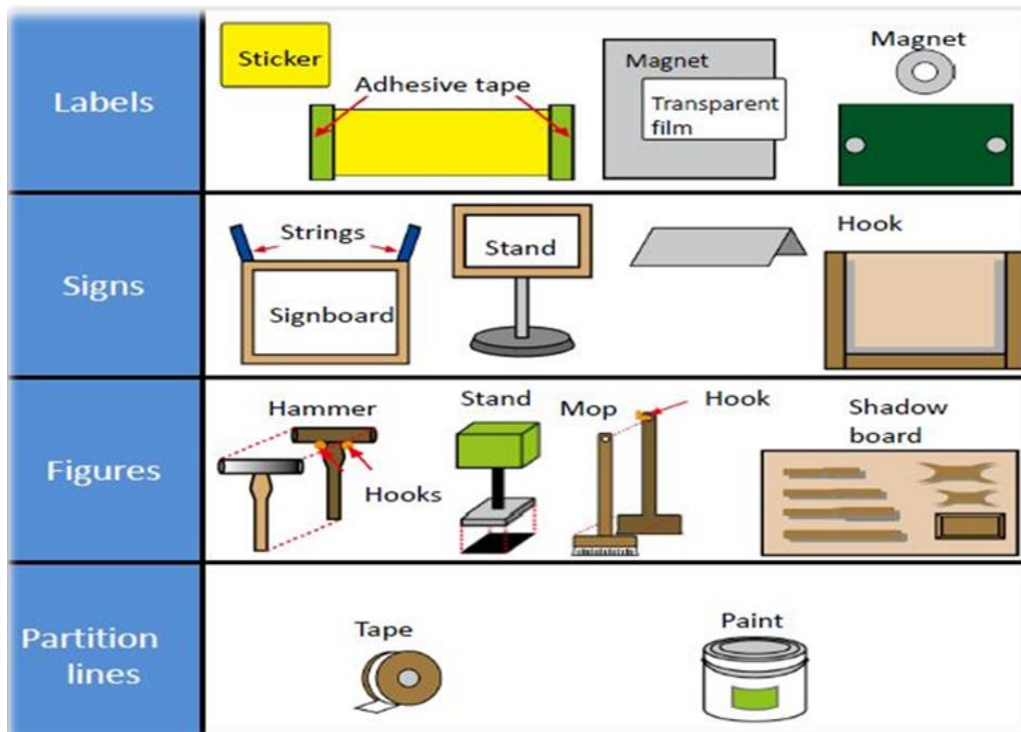 Labels
Sticker
Adhesive tape
Magnet
Transparent
film
Magnet
Signs
Strings
Signboard
Stand
Hook
Figures
Hammer
Hooks
Stand
Mop
Hook
Shadow
board
Partition
lines
Tape
Paint